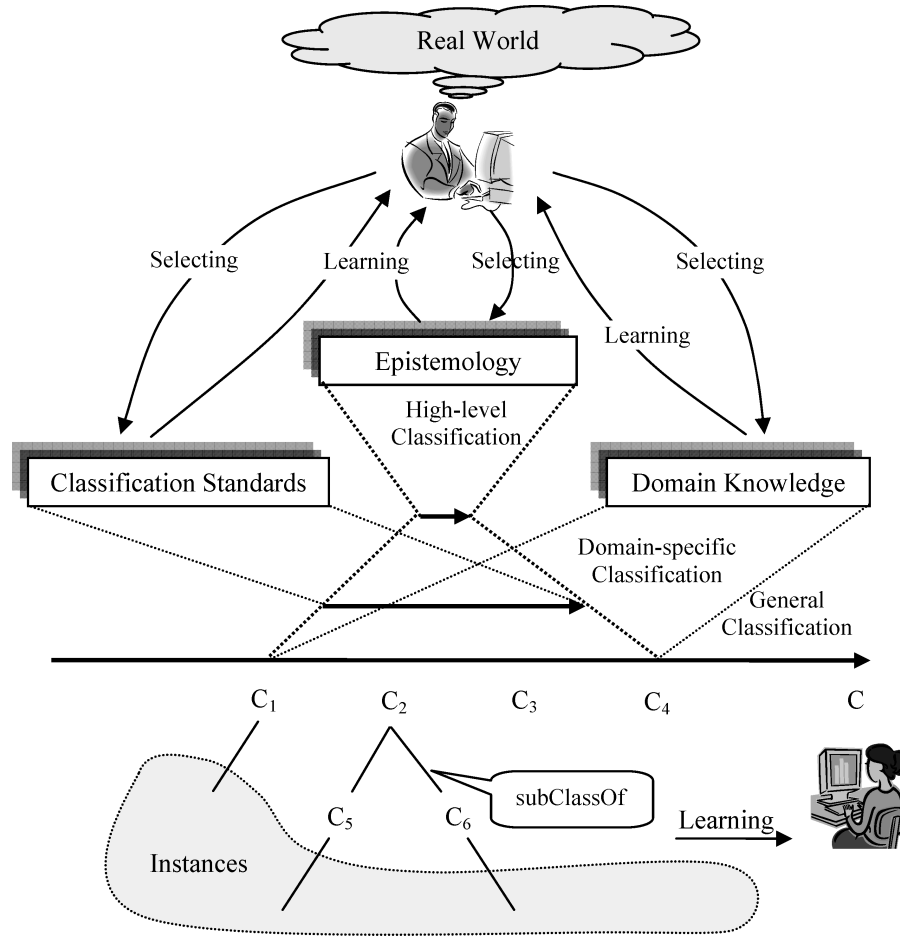 Real World
Selecting
Learning
Selecting
Selecting
Learning
Epistemology
High-level
Classification
Classification Standards
Domain Knowledge
Domain-specific
Classification
General
Classification
C₁
C₂
C₃
C₄
C
subClassOf
C₅
C₆
Learning
Instances